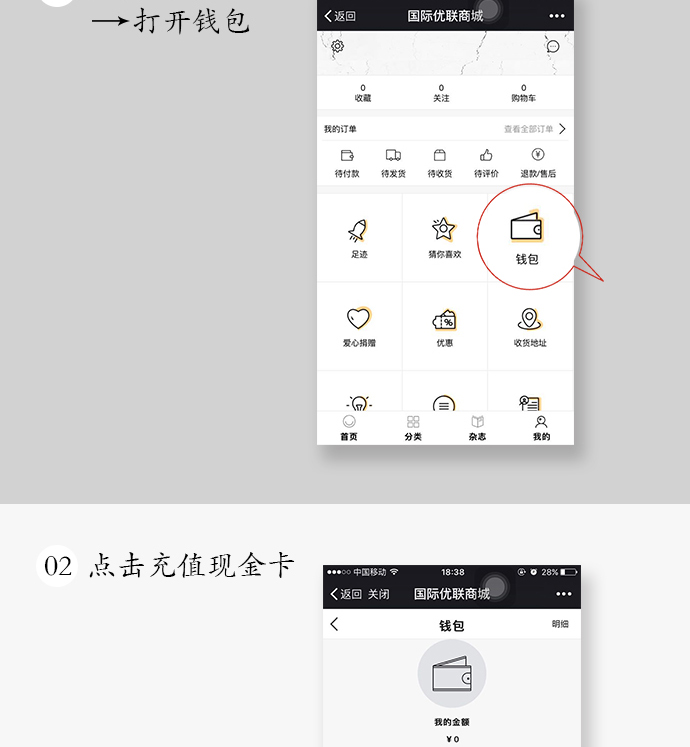 →打开钱包
返回 国际优联商城
0 0 0
收藏 关注 购物车
我的订单 查看全部订单
待付款 待发货 待收货 待评价 退款/售后
足迹 猜你喜欢 钱包
爱心捐赠 优惠 收货地址
首页 分类 杂志 我的
02 点击充值现金卡
中国移动 18:38 28%
返回 关闭 国际优联商城
钱包 明细
我的金额
¥0